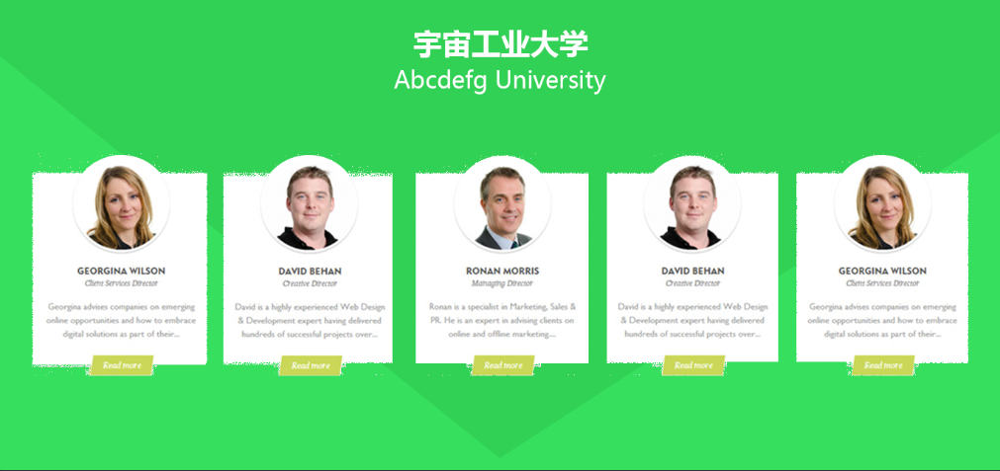 宇宙工业大学
Abcdefg University
GEORGINA WILSON
Client Services Director
Georgina advises companies on emerging
online opportunities and how to embrace
digital solutions as part of their...
Read more
DAVID BEHAN
Creative Director
David is a highly experienced Web Design
& Development expert having delivered
hundreds of successful projects over...
Read more
RONAN MORRIS
Managing Director
Ronan is a specialist in Marketing, Sales &
PR. He is an expert in advising clients on
online and offline marketing....
Read more
DAVID BEHAN
Creative Director
David is a highly experienced Web Design
& Development expert having delivered
hundreds of successful projects over...
Read more
GEORGINA WILSON
Client Services Director
Georgina advises companies on emerging
online opportunities and how to embrace
digital solutions as part of their...
Read more